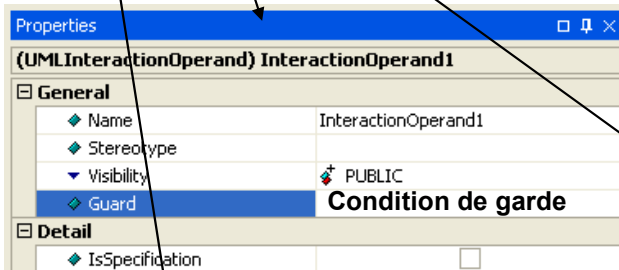 Properties
(UMLInteractionOperand) InteractionOperand1
General
Name InteractionOperand1
Stereotype
Visibility PUBLIC
Guard Condition de garde
Detail
IsSpecification